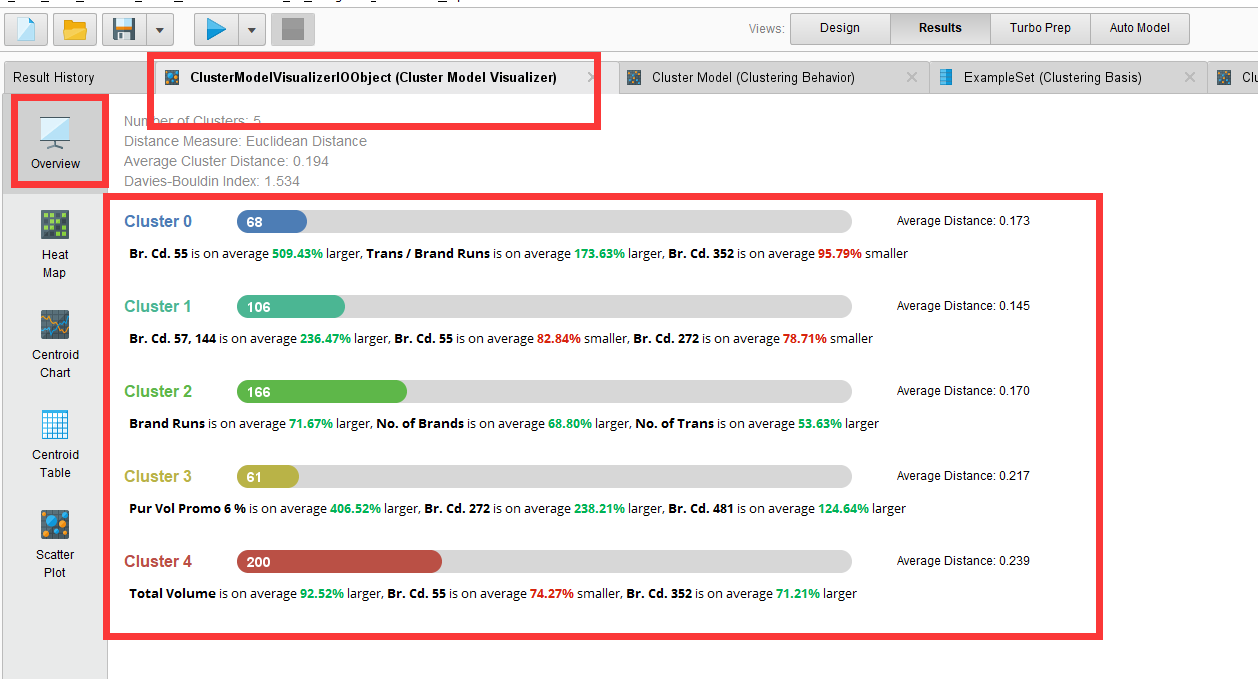 Views:
Design
Results
Turbo Prep
Auto Model
Result History
ClusterModelVisualizerIOObject (Cluster Model Visualizer)
Cluster Model (Clustering Behavior)
ExampleSet (Clustering Basis)
Overview
Heat
Map
Centroid
Chart
Centroid
Table
Scatter
Plot
Number of Clusters: 5
Distance Measure: Euclidean Distance
Average Cluster Distance: 0.194
Davies-Bouldin Index: 1.534
Cluster 0 68 Average Distance: 0.173
Br. Cd. 55 is on average 509.43% larger, Trans / Brand Runs is on average 173.63% larger, Br. Cd. 352 is on average 95.79% smaller
Cluster 1 106 Average Distance: 0.145
Br. Cd. 57, 144 is on average 236.47% larger, Br. Cd. 55 is on average 82.84% smaller, Br. Cd. 272 is on average 78.71% smaller
Cluster 2 166 Average Distance: 0.170
Brand Runs is on average 71.67% larger, No. of Brands is on average 68.80% larger, No. of Trans is on average 53.63% larger
Cluster 3 61 Average Distance: 0.217
Pur Vol Promo 6 % is on average 406.52% larger, Br. Cd. 272 is on average 238.21% larger, Br. Cd. 481 is on average 124.64% larger
Cluster 4 200 Average Distance: 0.239
Total Volume is on average 92.52% larger, Br. Cd. 55 is on average 74.27% smaller, Br. Cd. 352 is on average 71.21% larger